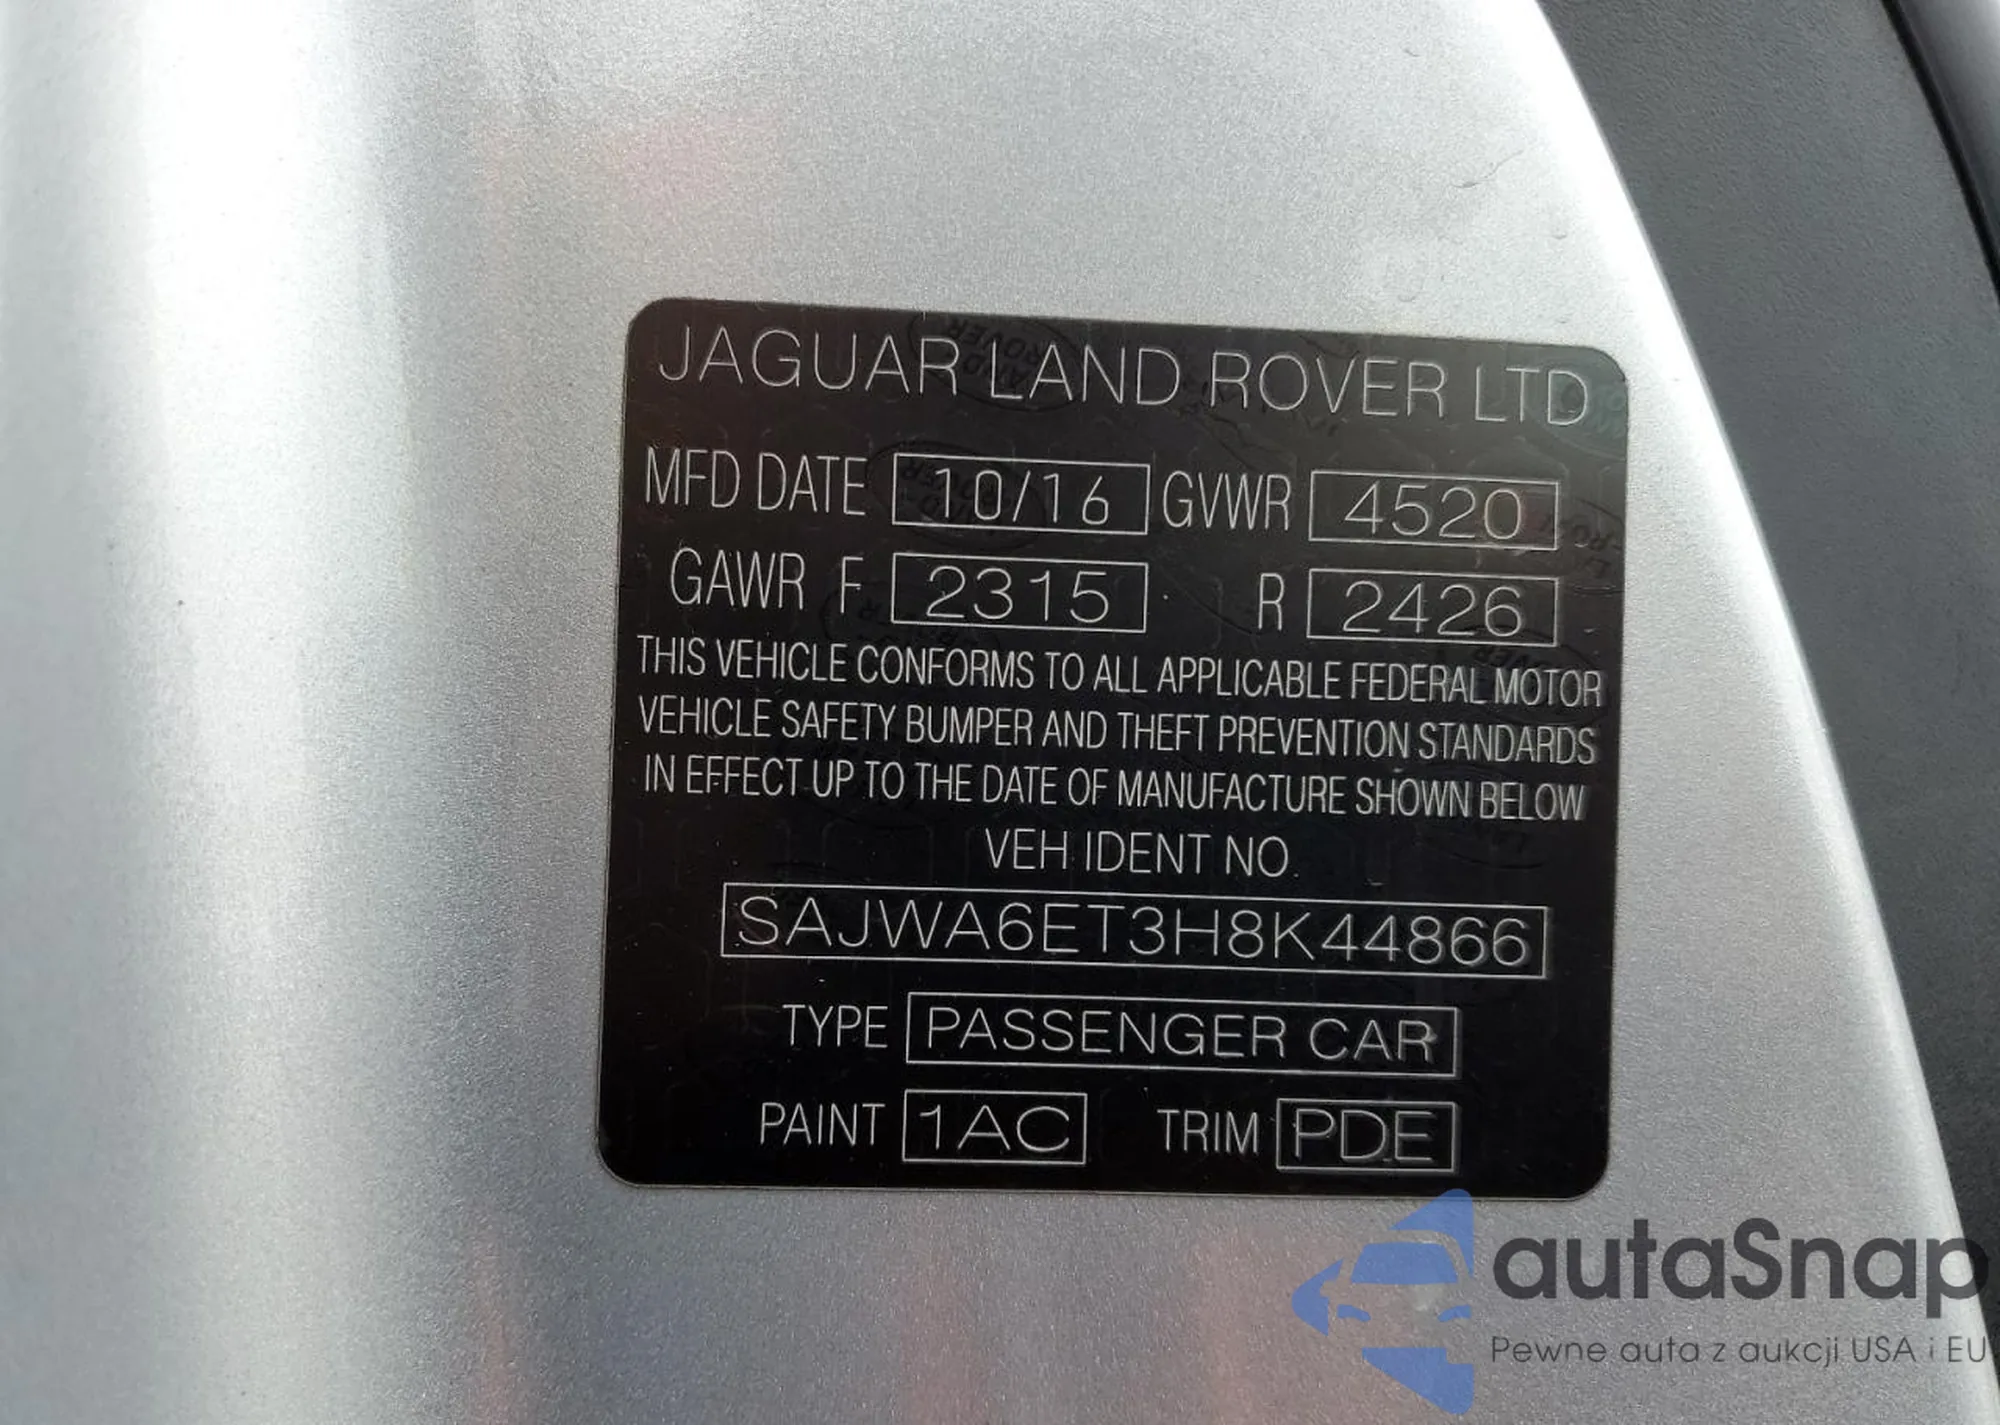 JAGUAR LAND ROVER LTD
MFD DATE 10/16 GVWR 4520
GAWR F 2315 R 2426
THIS VEHICLE CONFORMS TO ALL APPLICABLE FEDERAL MOTOR
VEHICLE SAFETY BUMPER AND THEFT PREVENTION STANDARDS
IN EFFECT UP TO THE DATE OF MANUFACTURE SHOWN BELOW
VEH IDENT NO.
SAJWA6ET3H8K44866
TYPE PASSENGER CAR
PAINT 1AC TRIM PDE
autaSnap
Pewne auta z aukcji USA i EU